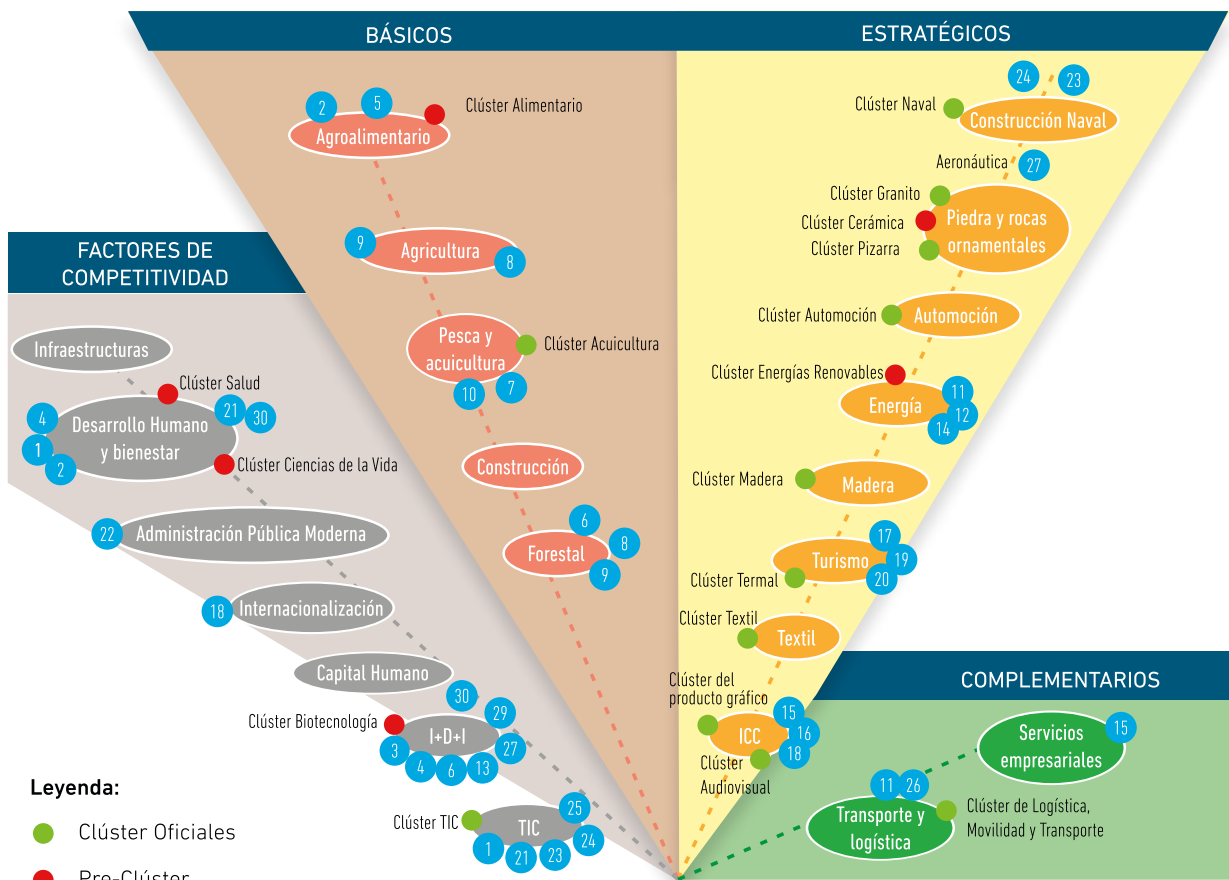 BÁSICOS
ESTRATÉGICOS
2
5
Clúster Alimentario
Agroalimentario
9
Agricultura
8
Pesca y
acuicultura
Clúster Acuicultura
10
7
Construcción
6
Forestal
8
9
24
23
Clúster Naval
Construcción Naval
Aeronáutica
27
Clúster Granito
Clúster Cerámica
Clúster Pizarra
Piedra y rocas
ornamentales
Clúster Automoción
Automoción
Clúster Energías Renovables
Energía
11
12
14
Clúster Madera
Madera
Turismo
17
19
20
Clúster Termal
Clúster Textil
Textil
Clúster del
producto gráfico
ICC
15
16
18
Clúster
Audiovisual
FACTORES DE
COMPETITIVIDAD
Infraestructuras
Clúster Salud
4
1
2
Desarrollo Humano
y bienestar
21
30
Clúster Ciencias de la Vida
22
Administración Pública Moderna
18
Internacionalización
Capital Humano
Clúster Biotecnología
I+D+I
30
29
27
3
4
6
13
Clúster TIC
TIC
25
1
21
23
24
COMPLEMENTARIOS
Servicios
empresariales
15
11
26
Transporte y
logística
Clúster de Logística,
Movilidad y Transporte
Leyenda:
Clúster Oficiales
Pre-Clúster